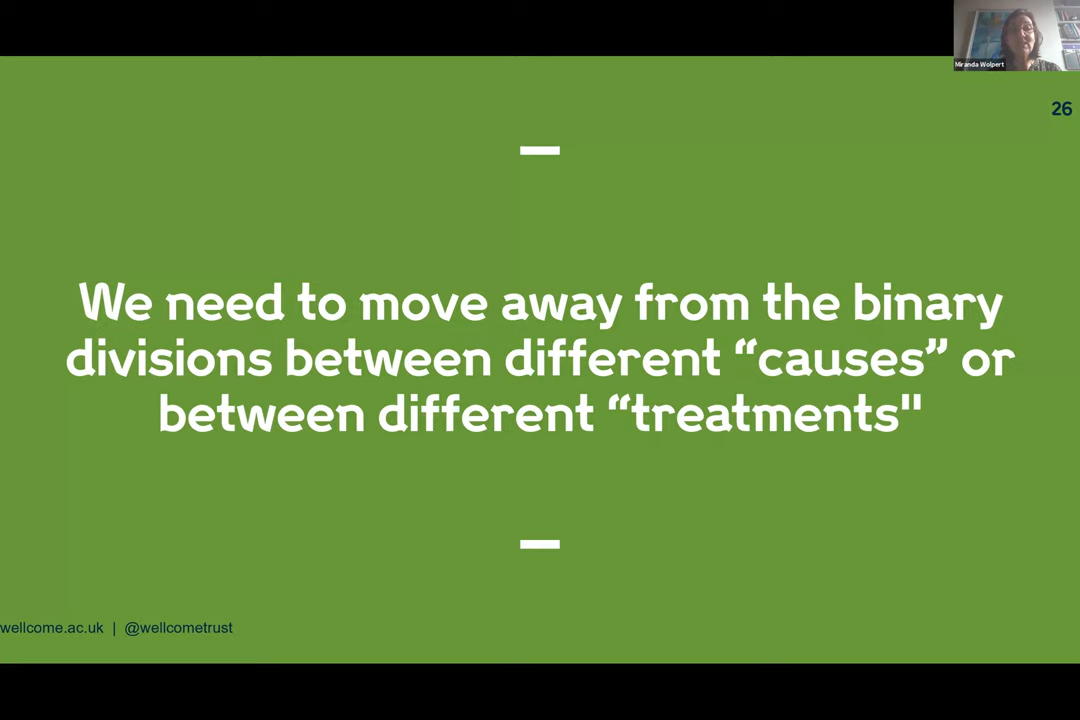 Miranda Wolpert
26
We need to move away from the binary
divisions between different “causes” or
between different “treatments"
wellcome.ac.uk | @wellcometrust